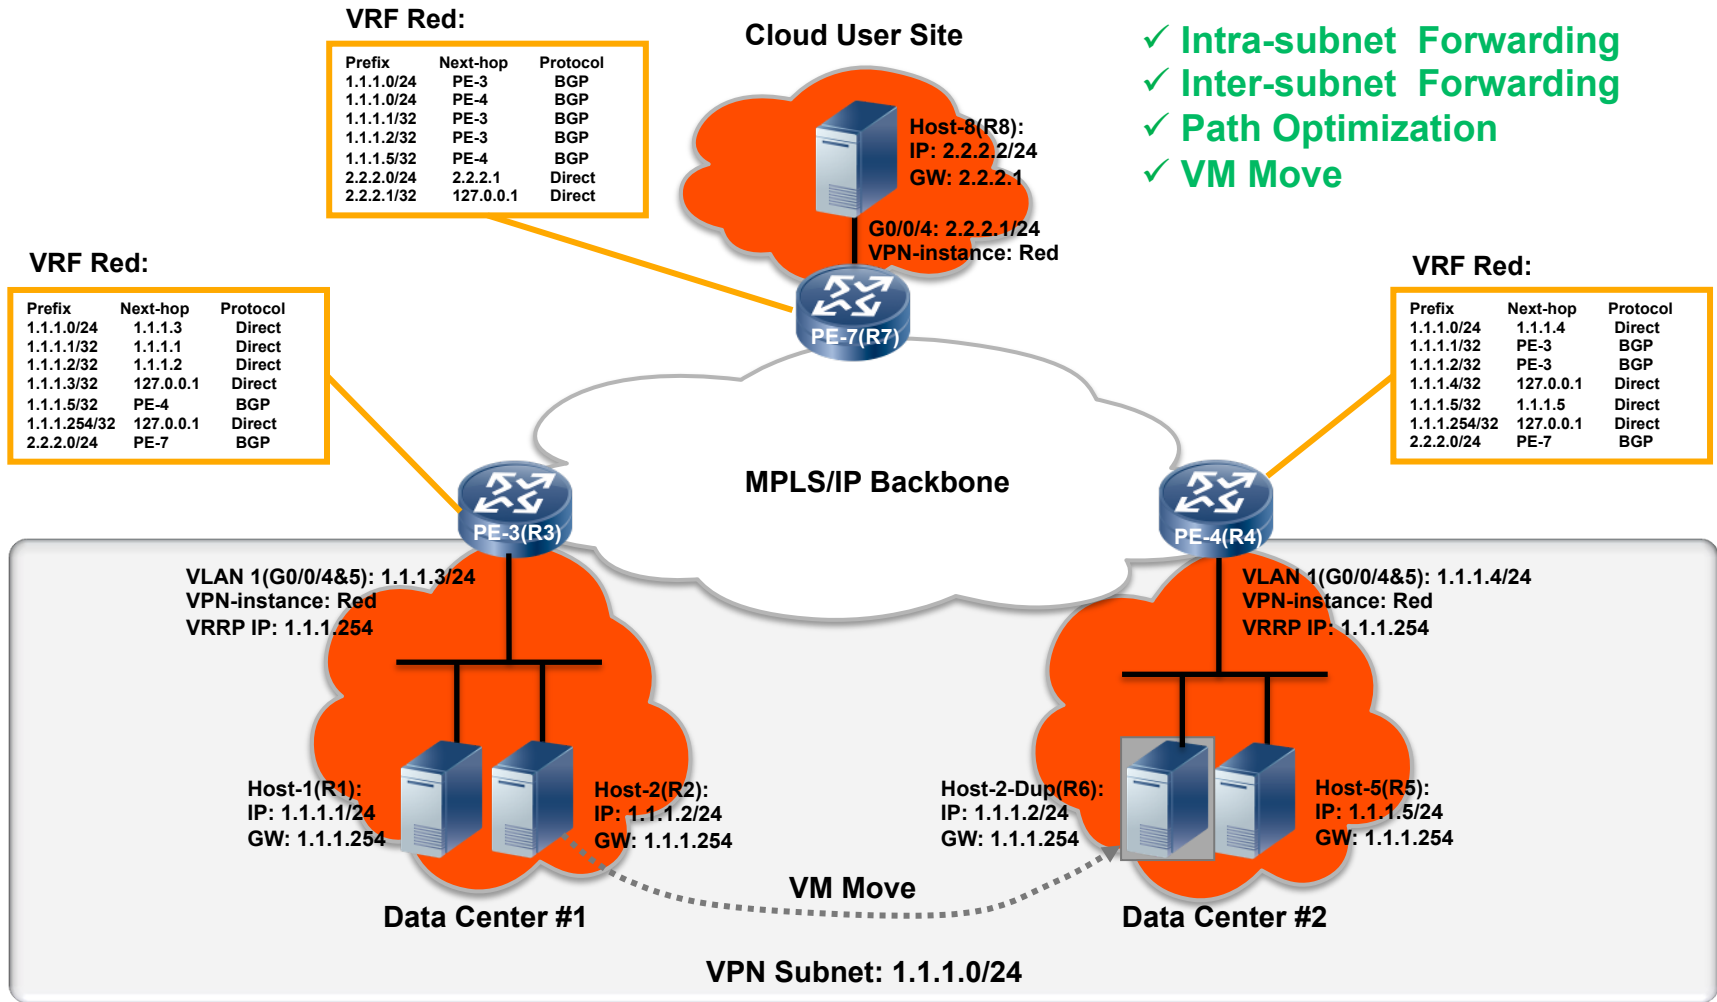 VRF Red:
Prefix Next-hop Protocol
1.1.1.0/24 PE-3 BGP
1.1.1.0/24 PE-4 BGP
1.1.1.1/32 PE-3 BGP
1.1.1.2/32 PE-3 BGP
1.1.1.5/32 PE-4 BGP
2.2.2.0/24 2.2.2.1 Direct
2.2.2.1/32 127.0.0.1 Direct
Cloud User Site
Host-8(R8):
IP: 2.2.2.2/24
GW: 2.2.2.1
G0/0/4: 2.2.2.1/24
VPN-instance: Red
PE-7(R7)
✓ Intra-subnet Forwarding
✓ Inter-subnet Forwarding
✓ Path Optimization
✓ VM Move
VRF Red:
Prefix Next-hop Protocol
1.1.1.0/24 1.1.1.3 Direct
1.1.1.1/32 1.1.1.1 Direct
1.1.1.2/32 1.1.1.2 Direct
1.1.1.3/32 127.0.0.1 Direct
1.1.1.5/32 PE-4 BGP
1.1.1.254/32 127.0.0.1 Direct
2.2.2.0/24 PE-7 BGP
VRF Red:
Prefix Next-hop Protocol
1.1.1.0/24 1.1.1.4 Direct
1.1.1.1/32 PE-3 BGP
1.1.1.2/32 PE-3 BGP
1.1.1.4/32 127.0.0.1 Direct
1.1.1.5/32 1.1.1.5 Direct
1.1.1.254/32 127.0.0.1 Direct
2.2.2.0/24 PE-7 BGP
MPLS/IP Backbone
PE-3(R3)
PE-4(R4)
VLAN 1(G0/0/4&5): 1.1.1.3/24
VPN-instance: Red
VRRP IP: 1.1.1.254
VLAN 1(G0/0/4&5): 1.1.1.4/24
VPN-instance: Red
VRRP IP: 1.1.1.254
Host-1(R1):
IP: 1.1.1.1/24
GW: 1.1.1.254
Host-2(R2):
IP: 1.1.1.2/24
GW: 1.1.1.254
Host-2-Dup(R6):
IP: 1.1.1.2/24
GW: 1.1.1.254
Host-5(R5):
IP: 1.1.1.5/24
GW: 1.1.1.254
VM Move
Data Center #1
Data Center #2
VPN Subnet: 1.1.1.0/24